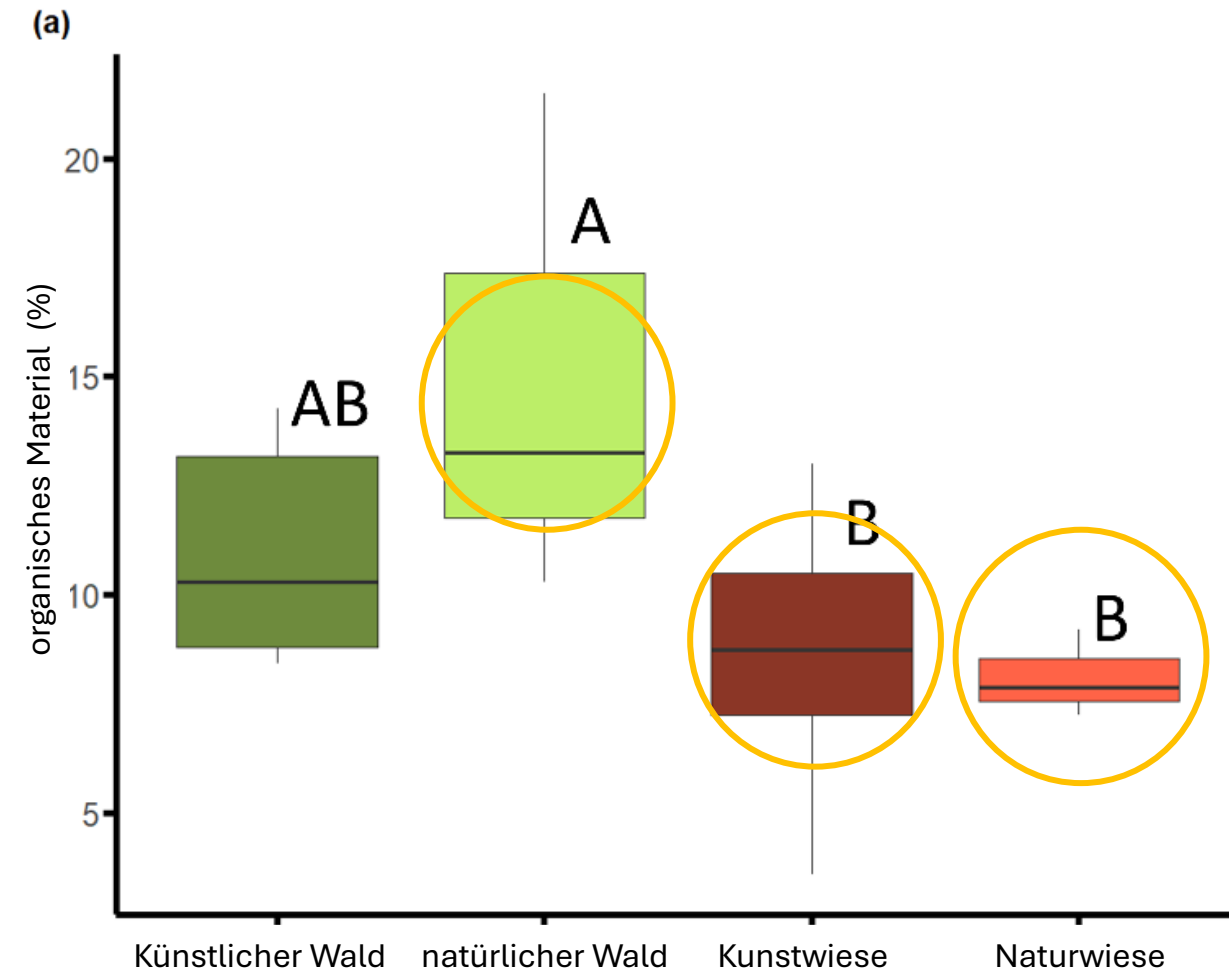 (a)
organisches Material (%)
20
15
10
5
AB
A
B
B
Künstlicher Wald
natürlicher Wald
Kunstwiese
Naturwiese